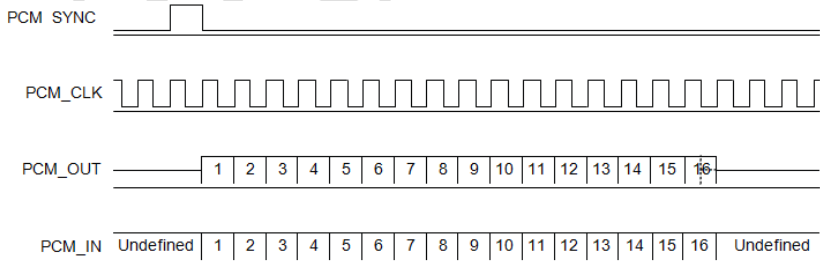 PCM SYNC
PCM_CLK
PCM_OUT 1 2 3 4 5 6 7 8 9 10 11 12 13 14 15 16
PCM_IN Undefined 1 2 3 4 5 6 7 8 9 10 11 12 13 14 15 16 Undefined